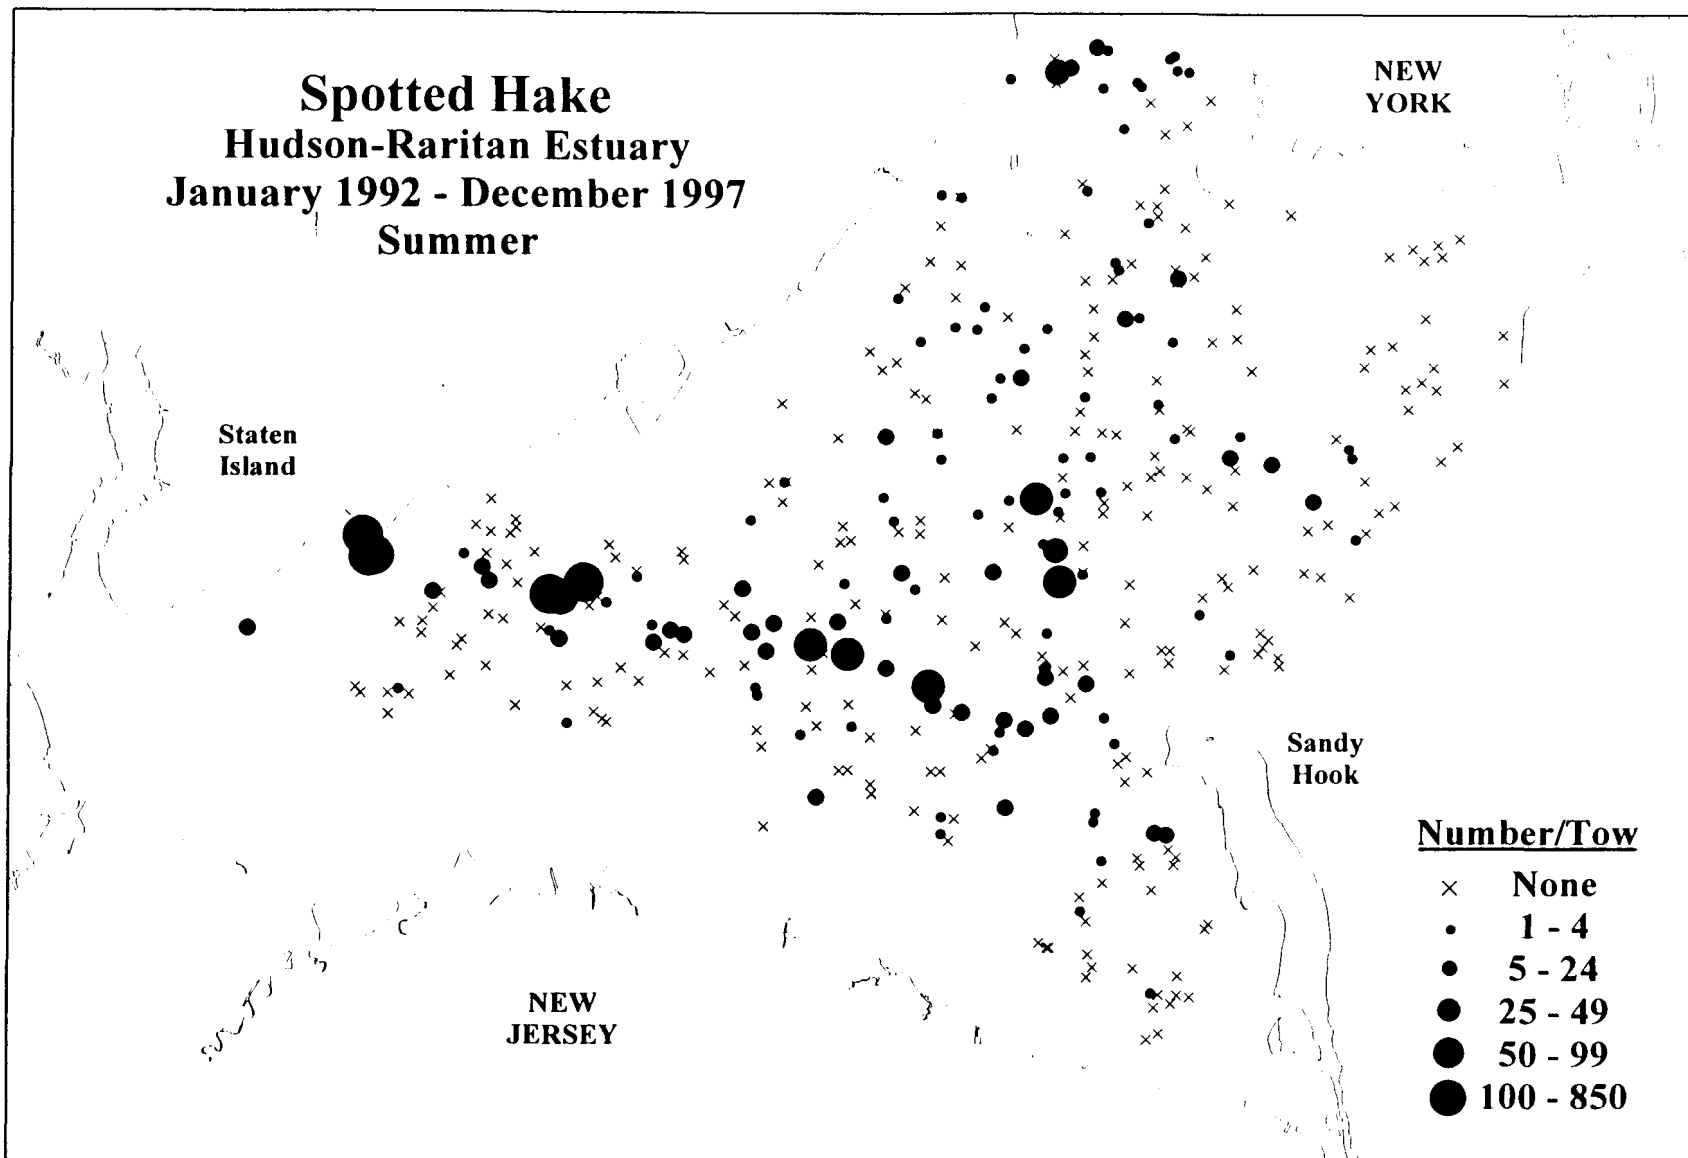 Spotted Hake
Hudson-Raritan Estuary
January 1992 - December 1997
Summer
NEW
YORK
Staten
Island
Sandy
Hook
NEW
JERSEY
Number/Tow
None
1 - 4
5 - 24
25 - 49
50 - 99
100 - 850